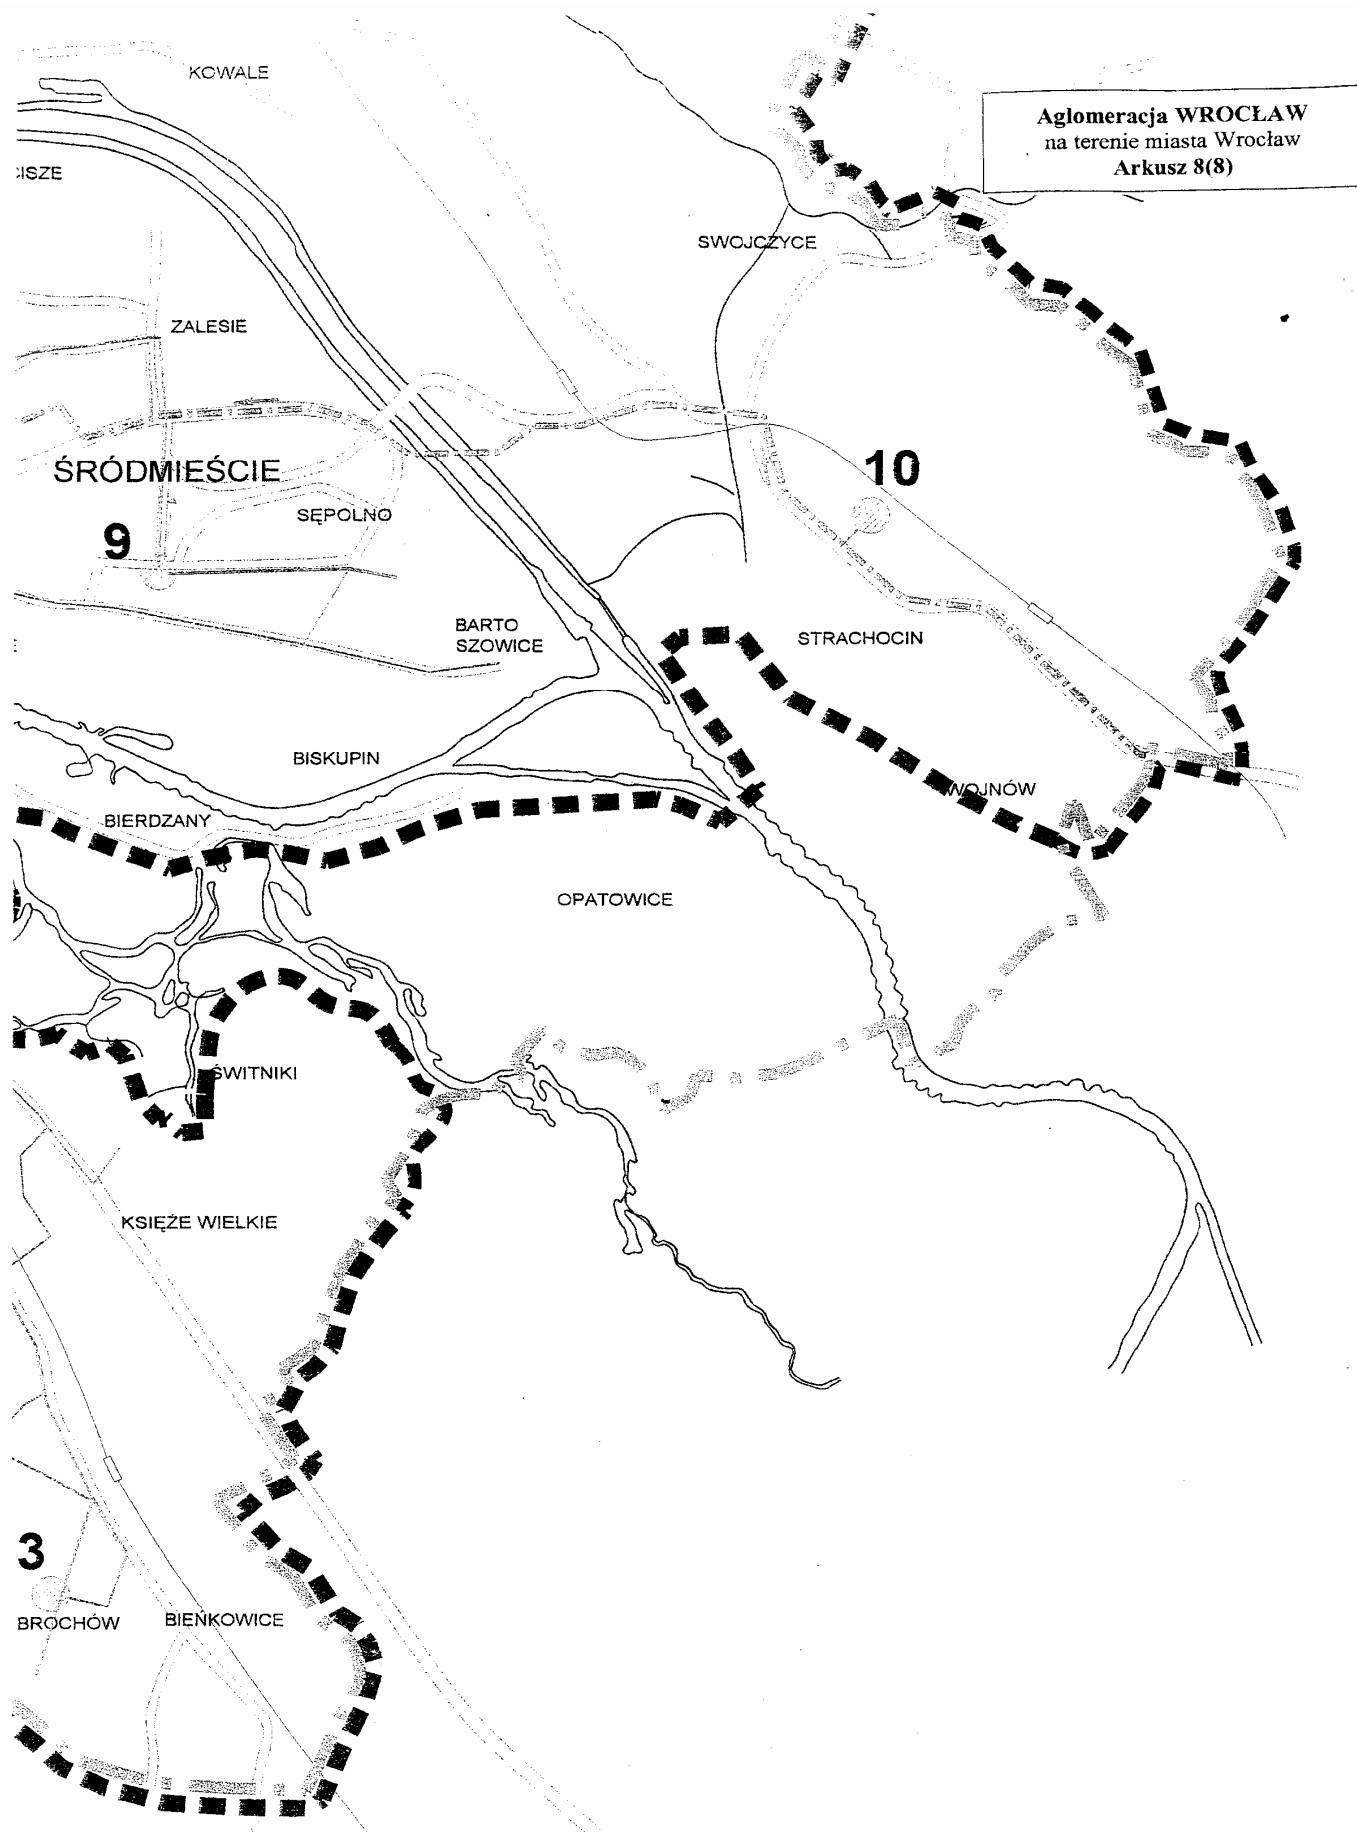 KOWALE
Aglomeracja WROCŁAW
na terenie miasta Wrocław
Arkusz 8(8)
CISZE
SWOJCZYCE
ZALESIE
10
ŚRÓDMIEŚCIE
SĘPOLNO
9
BARTO
SZOWICE
STRACHOCIN
E
BISKUPIN
WOJNÓW
BIERDZANY
OPATOWICE
ŚWITNIKI
KSIĘŻE WIELKIE
3
BROCHÓW
BIEŃKOWICE